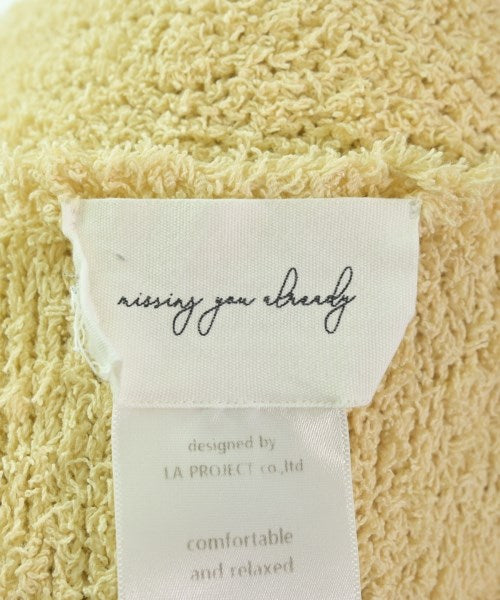 missing you already
designed by
LA PROJECT co.,ltd
comfortable
and relaxed